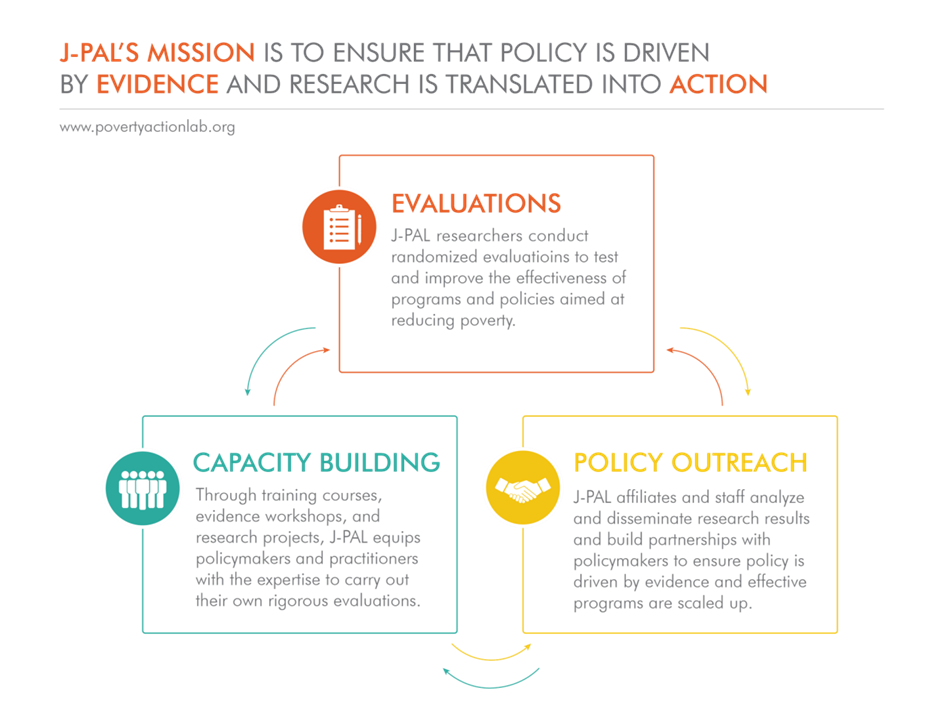 J-PAL'S MISSION IS TO ENSURE THAT POLICY IS DRIVEN
BY EVIDENCE AND RESEARCH IS TRANSLATED INTO ACTION
www.povertyactionlab.org
EVALUATIONS
J-PAL researchers conduct
randomized evaluatioins to test
and improve the effectiveness of
programs and policies aimed at
reducing poverty.
CAPACITY BUILDING
Through training courses,
evidence workshops, and
research projects, J-PAL equips
policymakers and practitioners
with the expertise to carry out
their own rigorous evaluations.
POLICY OUTREACH
J-PAL affiliates and staff analyze
and disseminate research results
and build partnerships with
policymakers to ensure policy is
driven by evidence and effective
programs are scaled up.